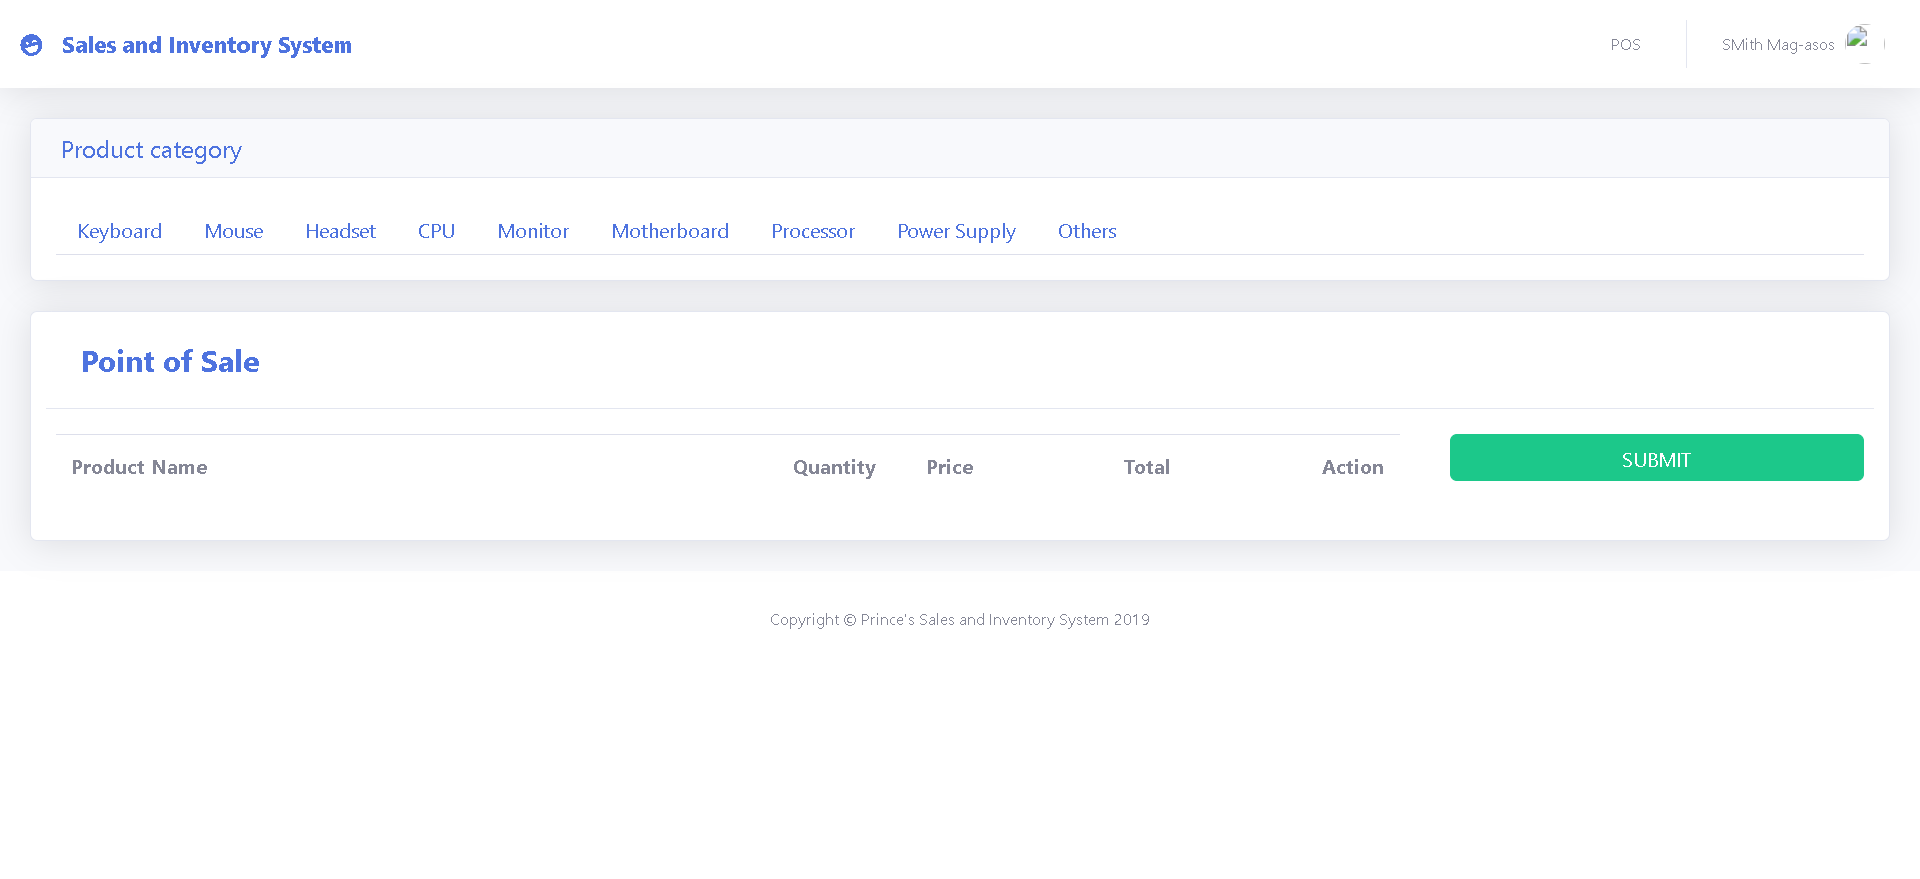 Sales and Inventory System
POS
SMith Mag-asos
Product category
Keyboard Mouse Headset CPU Monitor Motherboard Processor Power Supply Others
Point of Sale
Product Name Quantity Price Total Action
SUBMIT
Copyright © Prince's Sales and Inventory System 2019